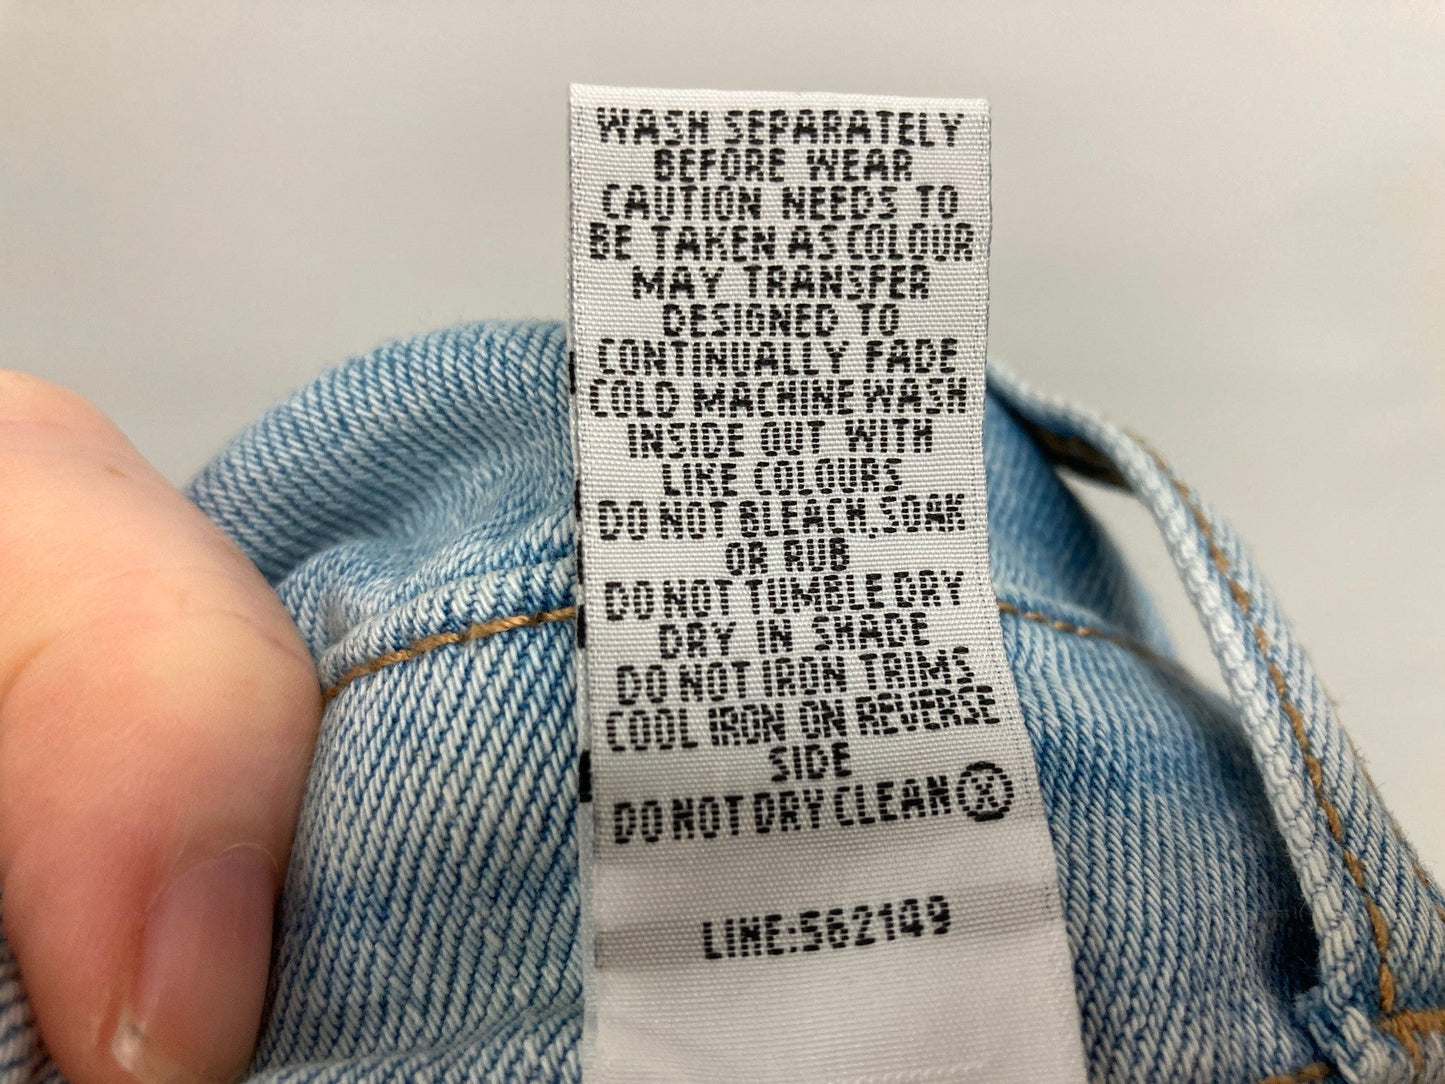 WASH SEPARATELY
BEFORE WEAR
CAUTION NEEDS TO
BE TAKEN AS COLOUR
MAY TRANSFER
DESIGNED TO
CONTINUALLY FADE
COLD MACHINE WASH
INSIDE OUT WITH
LIKE COLOURS
DO NOT BLEACH,SOAK
OR RUB
DO NOT TUMBLE DRY
DRY IN SHADE
DO NOT IRON TRIMS
COOL IRON ON REVERSE
SIDE
DO NOT DRY CLEAN Ⓧ
LINE:562149